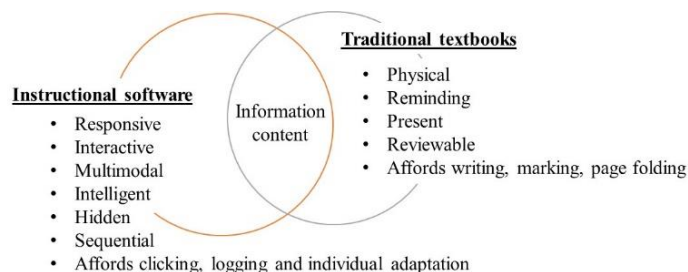 Traditional textbooks
• Physical
• Reminding
• Present
• Reviewable
• Affords writing, marking, page folding
Information
content
Instructional software
• Responsive
• Interactive
• Multimodal
• Intelligent
• Hidden
• Sequential
• Affords clicking, logging and individual adaptation